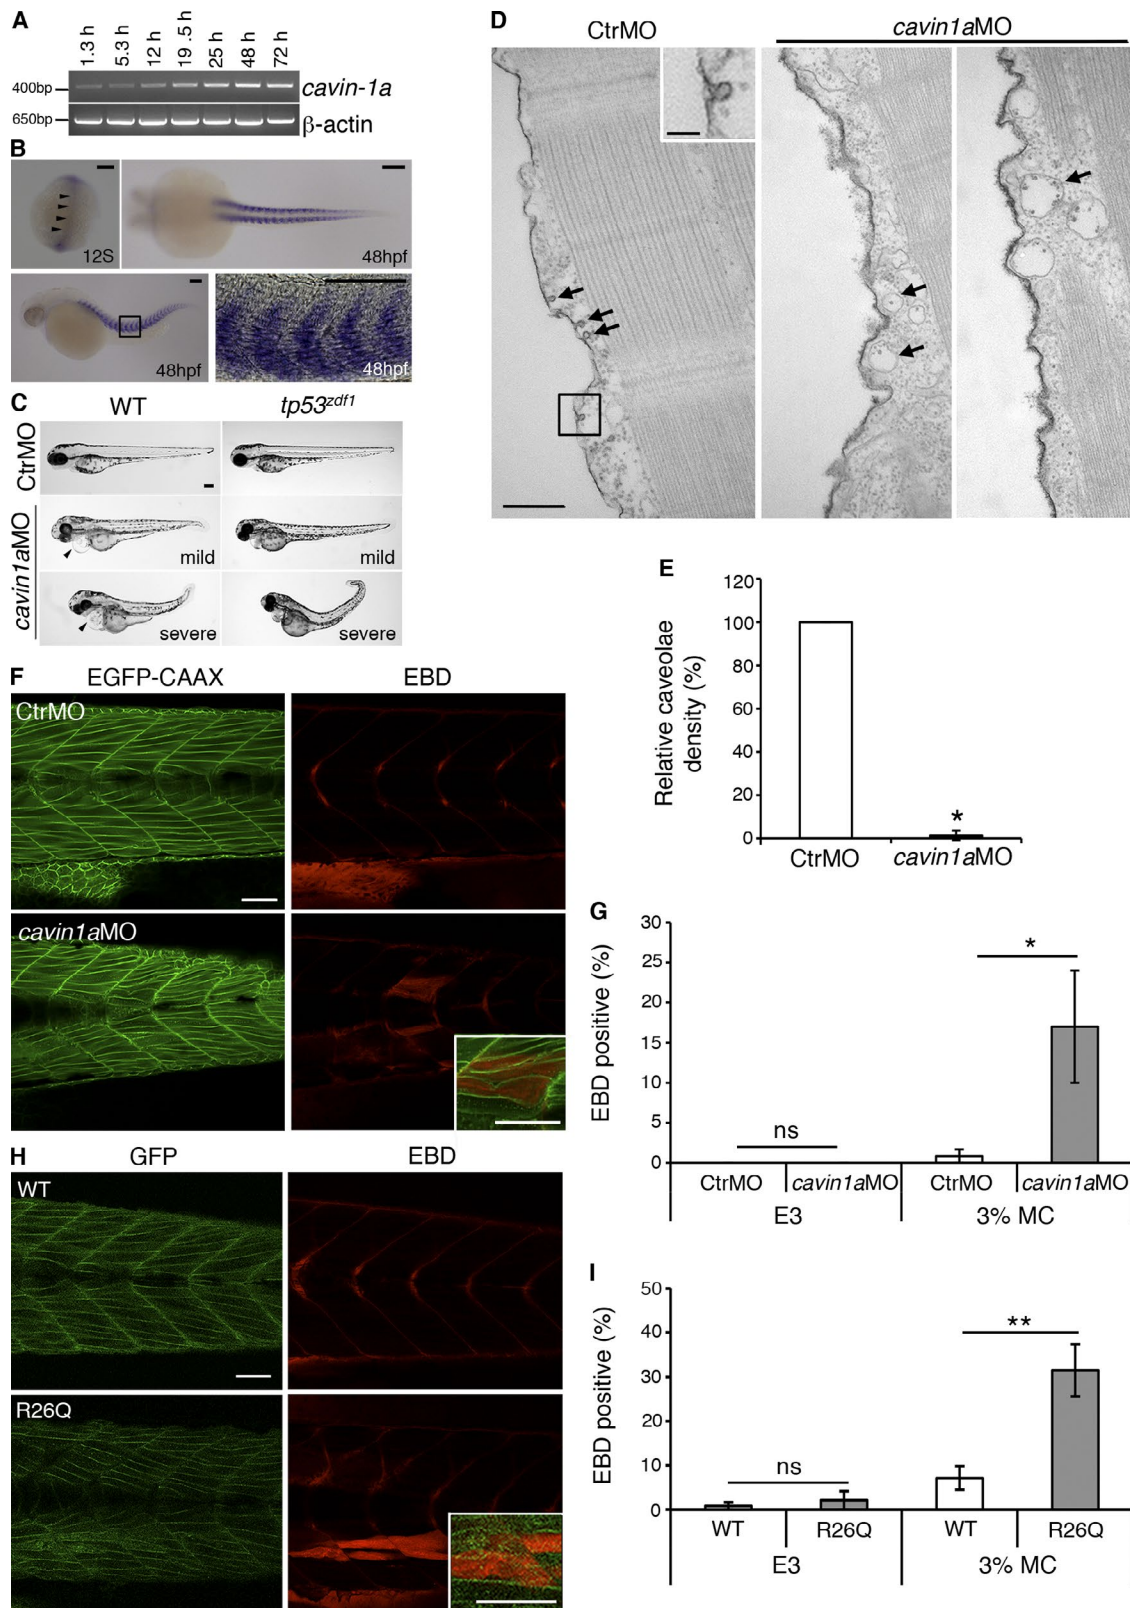 A
1.3 h
5.3 h
12 h
19 .5 h
25 h
48 h
72 h
400bp
cavin-1a
650bp
β-actin
B
12S
48hpf
48hpf
48hpf
C
WT
tp53zdf1
CtrMO
cavin1aMO
mild
mild
severe
severe
D
CtrMO
cavin1aMO
E
Relative caveolae
density (%)
120
100
80
60
40
20
0
*
CtrMO
cavin1aMO
F
EGFP-CAAX
EBD
CtrMO
cavin1aMO
G
EBD positive (%)
30
25
20
15
10
5
0
ns
*
CtrMO
cavin1aMO
CtrMO
cavin1aMO
E3
3% MC
H
GFP
EBD
WT
R26Q
I
EBD positive (%)
50
40
30
20
10
0
ns
**
WT
R26Q
WT
R26Q
E3
3% MC